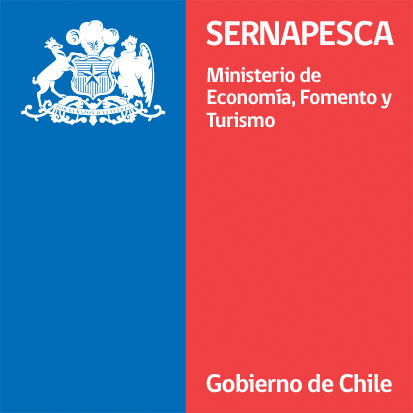 SERNAPESCA
Ministerio de
Economía, Fomento y
Turismo
Gobierno de Chile